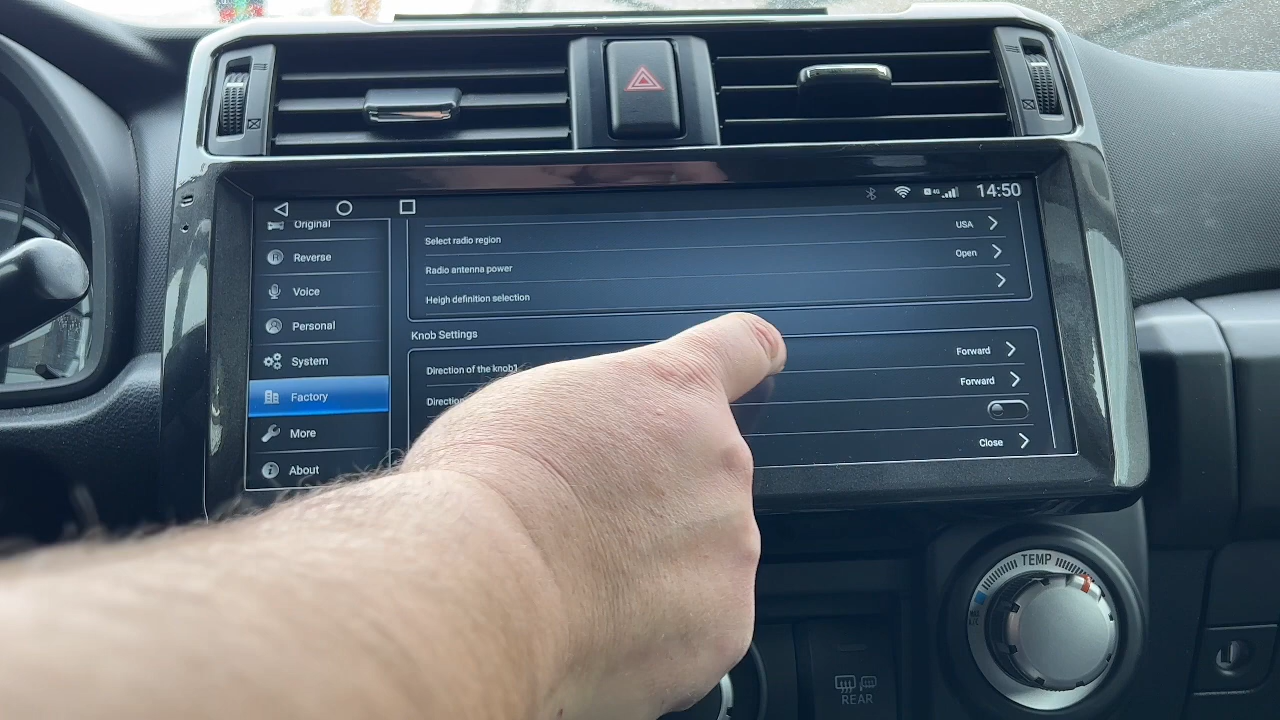 14:50
4G
Original
Reverse
Voice
Personal
System
Factory
More
About
USA
Select radio region
Open
Radio antenna power
Heigh definition selection
Knob Settings
Direction of the knob1
Forward
Forward
Close
TEMP
REAR